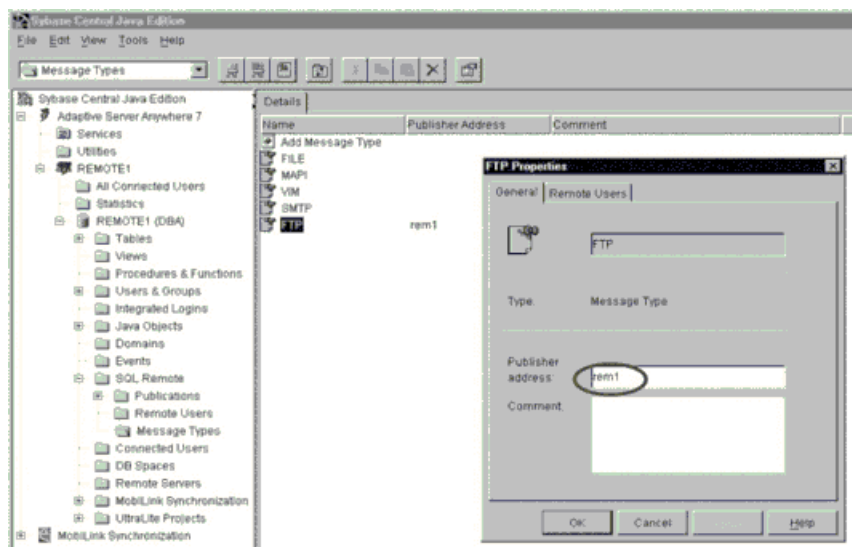 Sybase Central Java Edition
File Edit View Tools Help
Message Types
Sybase Central Java Edition
Adaptive Server Anywhere 7
Services
Utilities
REMOTE1
All Connected Users
Statistics
REMOTE1 (DBA)
Tables
Views
Procedures & Functions
Users & Groups
Integrated Logins
Java Objects
Domains
Events
SQL Remote
Publications
Remote Users
Message Types
Connected Users
DB Spaces
Remote Servers
MobiLink Synchronization
UltraLite Projects
MobiLink Synchronization
Details
Name Publisher Address Comment
Add Message Type
FILE
MAPI
VIM
SMTP
FTP rem1
FTP Properties
General Remote Users
FTP
Type: Message Type
Publisher
address: rem1
Comment:
OK Cancel Help